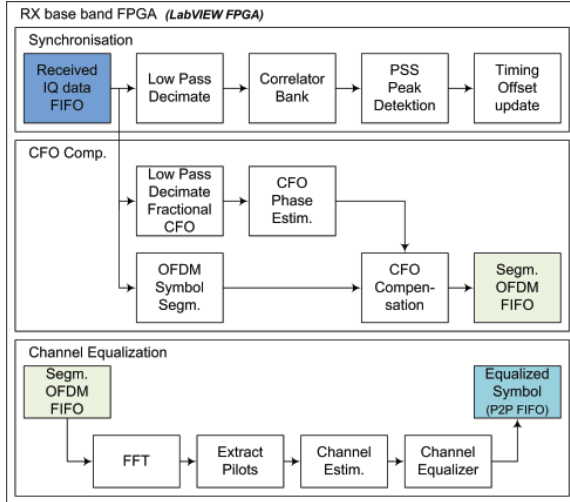 RX base band FPGA (LabVIEW FPGA)
Synchronisation
Received
IQ data
FIFO
Low Pass
Decimate
Correlator
Bank
PSS
Peak
Detektion
Timing
Offset
update
CFO Comp.
Low Pass
Decimate
Fractional
CFO
CFO
Phase
Estim.
OFDM
Symbol
Segm.
CFO
Compen-
sation
Segm.
OFDM
FIFO
Channel Equalization
Segm.
OFDM
FIFO
FFT
Extract
Pilots
Channel
Estim.
Channel
Equalizer
Equalized
Symbol
(P2P FIFO)